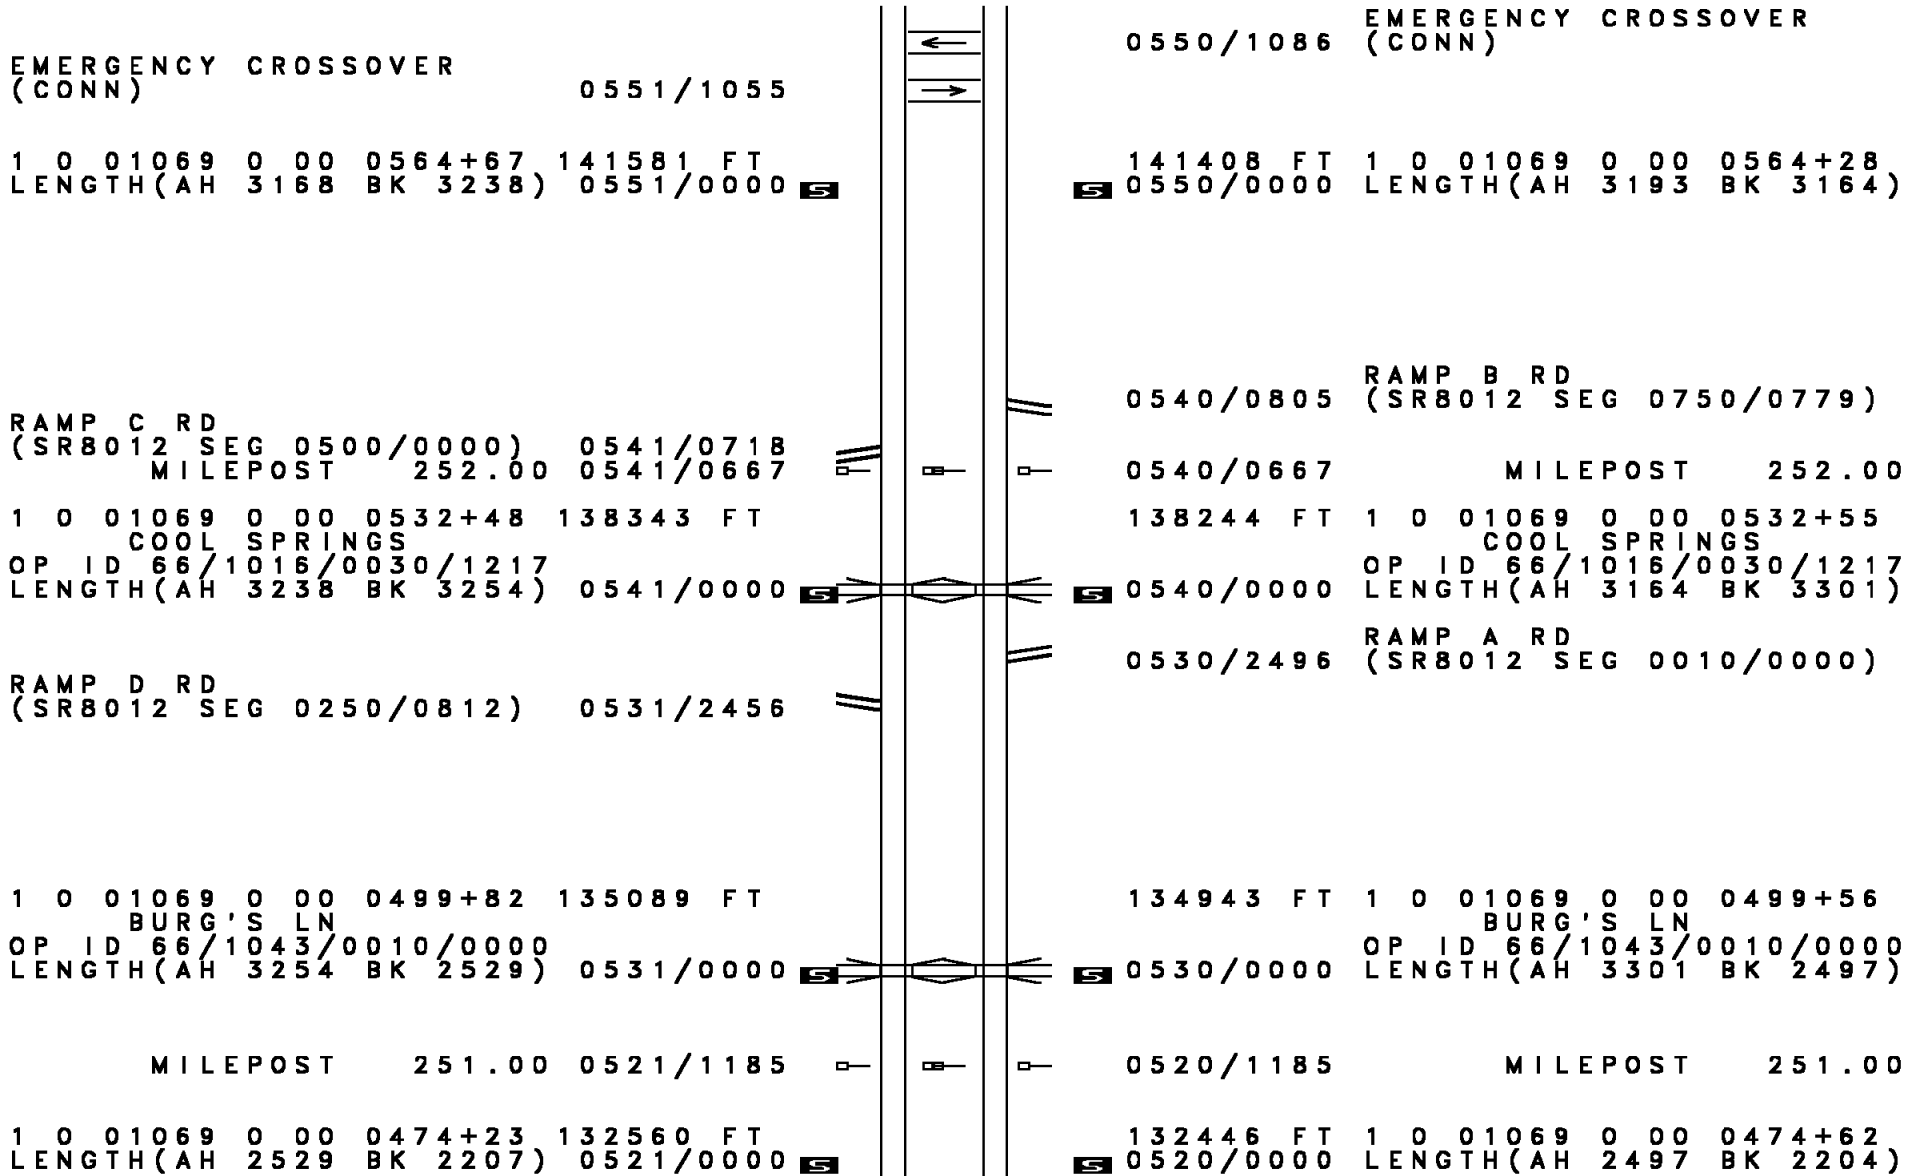 EMERGENCY CROSSOVER
0550/1086 (CONN)
EMERGENCY CROSSOVER
(CONN) 0551/1055
1 0 01069 0 00 0564+67 141581 FT
LENGTH(AH 3168 BK 3238) 0551/0000 S
141408 FT 1 0 01069 0 00 0564+28
S 0550/0000 LENGTH(AH 3193 BK 3164)
RAMP B RD
0540/0805 (SR8012 SEG 0750/0779)
RAMP C RD
(SR8012 SEG 0500/0000) 0541/0718
MILEPOST 252.00 0541/0667
0540/0667 MILEPOST 252.00
1 0 01069 0 00 0532+48 138343 FT
COOL SPRINGS
OP ID 66/1016/0030/1217
LENGTH(AH 3238 BK 3254) 0541/0000 S
138244 FT 1 0 01069 0 00 0532+55
COOL SPRINGS
OP ID 66/1016/0030/1217
S 0540/0000 LENGTH(AH 3164 BK 3301)
RAMP A RD
0530/2496 (SR8012 SEG 0010/0000)
RAMP D RD
(SR8012 SEG 0250/0812) 0531/2456
1 0 01069 0 00 0499+82 135089 FT
BURG'S LN
OP ID 66/1043/0010/0000
LENGTH(AH 3254 BK 2529) 0531/0000 S
134943 FT 1 0 01069 0 00 0499+56
BURG'S LN
OP ID 66/1043/0010/0000
S 0530/0000 LENGTH(AH 3301 BK 2497)
MILEPOST 251.00 0521/1185
0520/1185 MILEPOST 251.00
1 0 01069 0 00 0474+23 132560 FT
LENGTH(AH 2529 BK 2207) 0521/0000 S
132446 FT 1 0 01069 0 00 0474+62
S 0520/0000 LENGTH(AH 2497 BK 2204)